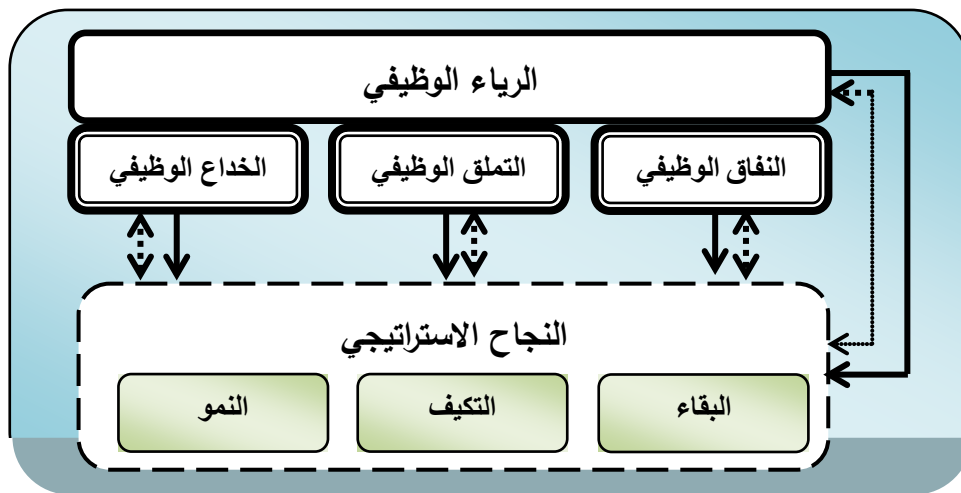 الرياء الوظيفي
النفاق الوظيفي
التملق الوظيفي
الخداع الوظيفي
النجاح الاستراتيجي
البقاء
التكيف
النمو